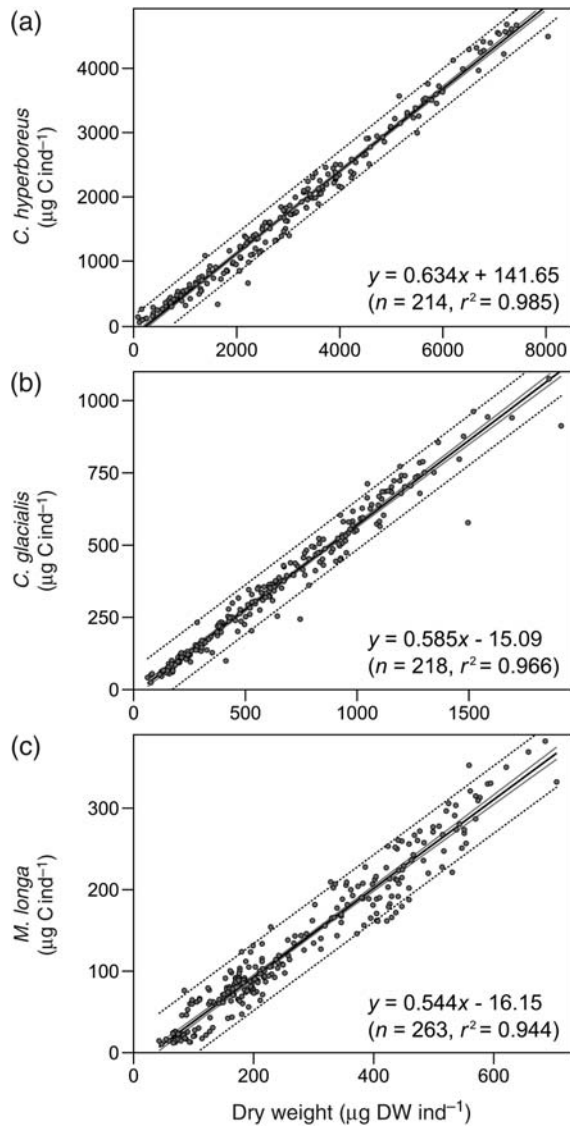 (a)
4000
3000
2000
1000
0
C. hyperboreus
(µg C ind⁻¹)
y = 0.634x + 141.65
(n = 214, r² = 0.985)
0 2000 4000 6000 8000
(b)
1000
750
500
250
0
C. glacialis
(µg C ind⁻¹)
y = 0.585x - 15.09
(n = 218, r² = 0.966)
500 1000 1500
(c)
300
200
100
0
M. longa
(µg C ind⁻¹)
y = 0.544x - 16.15
(n = 263, r² = 0.944)
0 200 400 600
Dry weight (µg DW ind⁻¹)